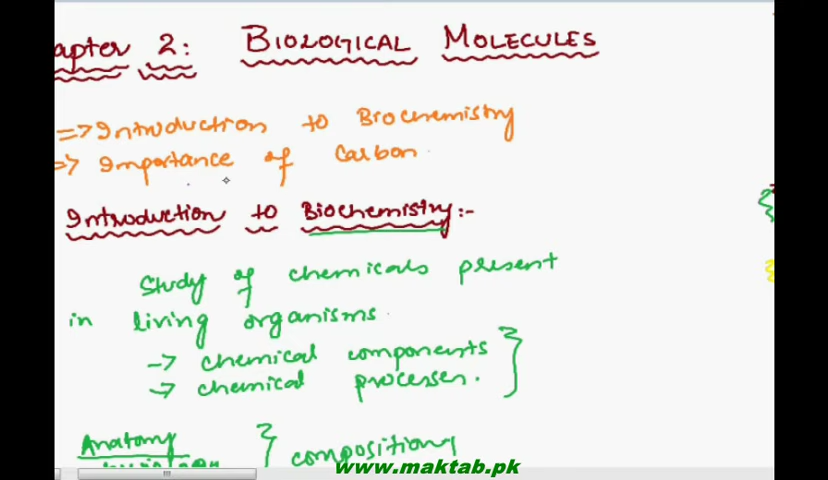 apter 2: BIOLOGICAL MOLECULES
=> Introduction to Biochemistry
=> Importance of Carbon
Introduction to Biochemistry:-
Study of chemicals present
in living organisms.
-> chemical components
-> chemical processes.
Anatomy
composition
www.maktab.pk